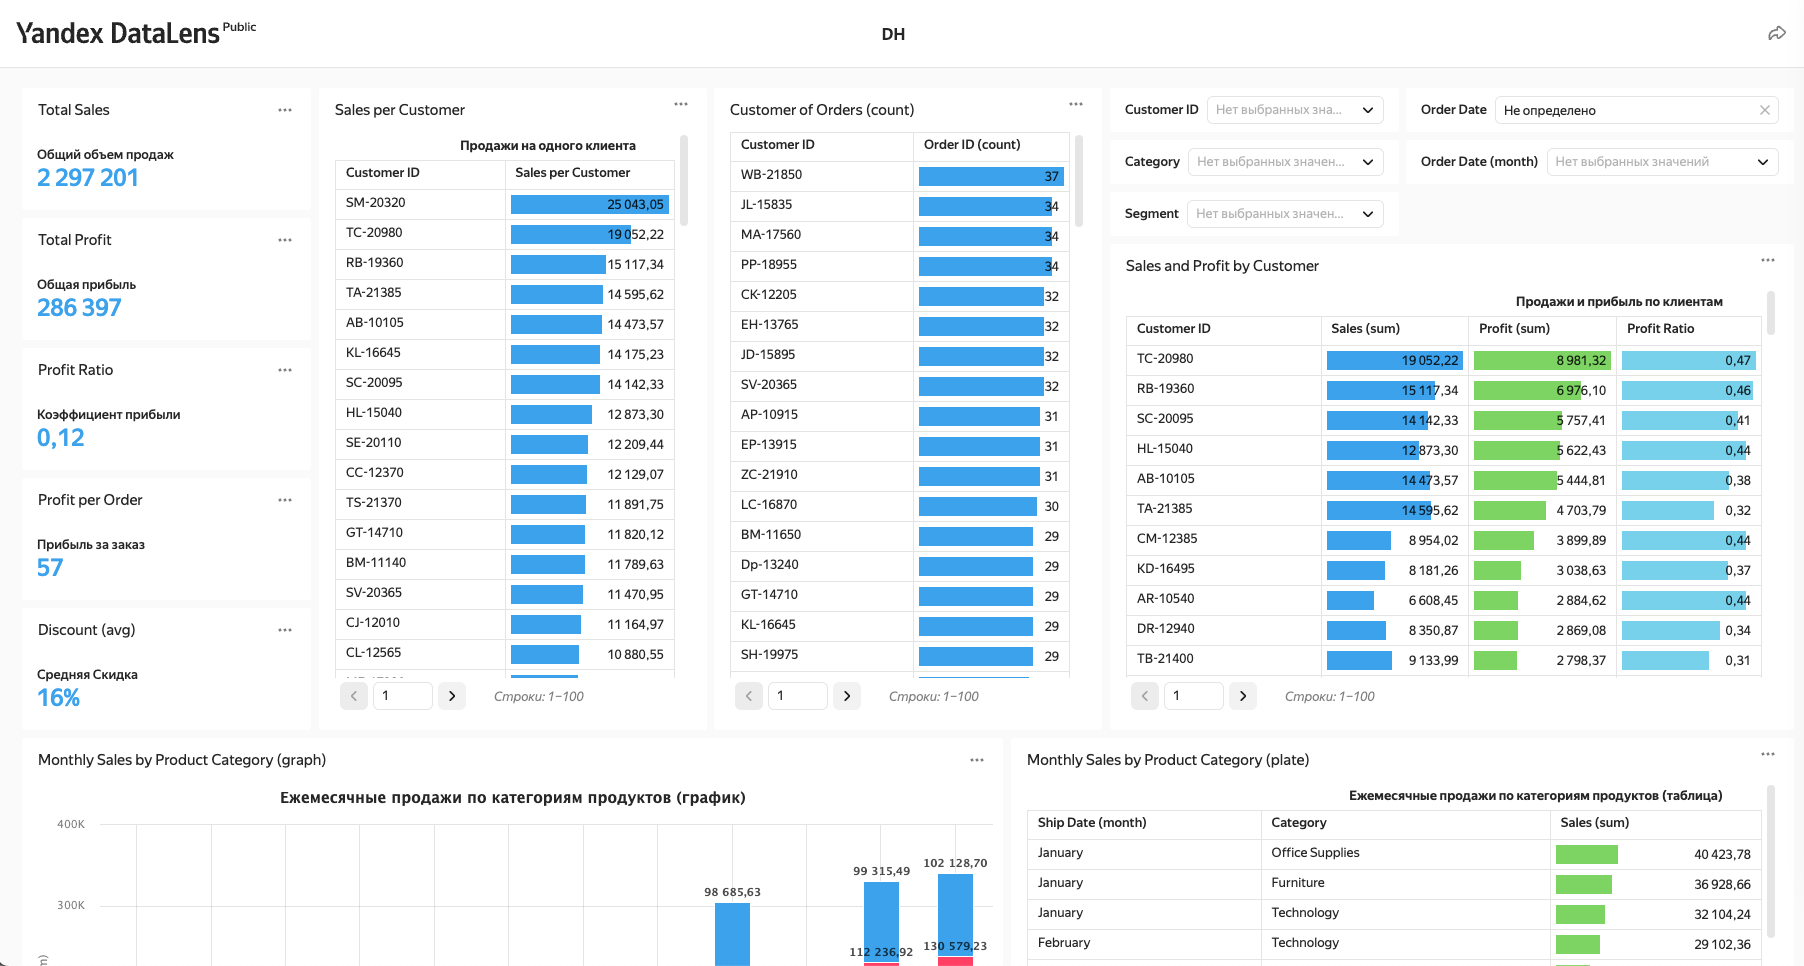 Yandex DataLens Public
DH
Total Sales
Общий объем продаж
2 297 201
Total Profit
Общая прибыль
286 397
Profit Ratio
Коэффициент прибыли
0,12
Profit per Order
Прибыль за заказ
57
Discount (avg)
Средняя Скидка
16%
Sales per Customer
Продажи на одного клиента
Customer ID Sales per Customer
SM-20320 25 043,05
TC-20980 19 052,22
RB-19360 15 117,34
TA-21385 14 595,62
AB-10105 14 473,57
KL-16645 14 175,23
SC-20095 14 142,33
HL-15040 12 873,30
SE-20110 12 209,44
CC-12370 12 129,07
TS-21370 11 891,75
GT-14710 11 820,12
BM-11140 11 789,63
SV-20365 11 470,95
CJ-12010 11 164,97
CL-12565 10 880,55
1 Строки: 1–100
Customer of Orders (count)
Customer ID Order ID (count)
WB-21850 37
JL-15835 34
MA-17560 34
PP-18955 34
CK-12205 32
EH-13765 32
JD-15895 32
SV-20365 32
AP-10915 31
EP-13915 31
ZC-21910 31
LC-16870 30
BM-11650 29
Dp-13240 29
GT-14710 29
KL-16645 29
SH-19975 29
1 Строки: 1–100
Customer ID Нет выбранных зна...
Order Date Не определено
Category Нет выбранных значен...
Order Date (month) Нет выбранных значений
Segment Нет выбранных значен...
Sales and Profit by Customer
Продажи и прибыль по клиентам
Customer ID Sales (sum) Profit (sum) Profit Ratio
TC-20980 19 052,22 8 981,32 0,47
RB-19360 15 117,34 6 976,10 0,46
SC-20095 14 142,33 5 757,41 0,41
HL-15040 12 873,30 5 622,43 0,44
AB-10105 14 473,57 5 444,81 0,38
TA-21385 14 595,62 4 703,79 0,32
CM-12385 8 954,02 3 899,89 0,44
KD-16495 8 181,26 3 038,63 0,37
AR-10540 6 608,45 2 884,62 0,44
DR-12940 8 350,87 2 869,08 0,34
TB-21400 9 133,99 2 798,37 0,31
1 Строки: 1–100
Monthly Sales by Product Category (graph)
Ежемесячные продажи по категориям продуктов (график)
400K
300K
98 685,63
99 315,49
102 128,70
112 236,92
130 579,23
Monthly Sales by Product Category (plate)
Ежемесячные продажи по категориям продуктов (таблица)
Ship Date (month) Category Sales (sum)
January Office Supplies 40 423,78
January Furniture 36 928,66
January Technology 32 104,24
February Technology 29 102,36